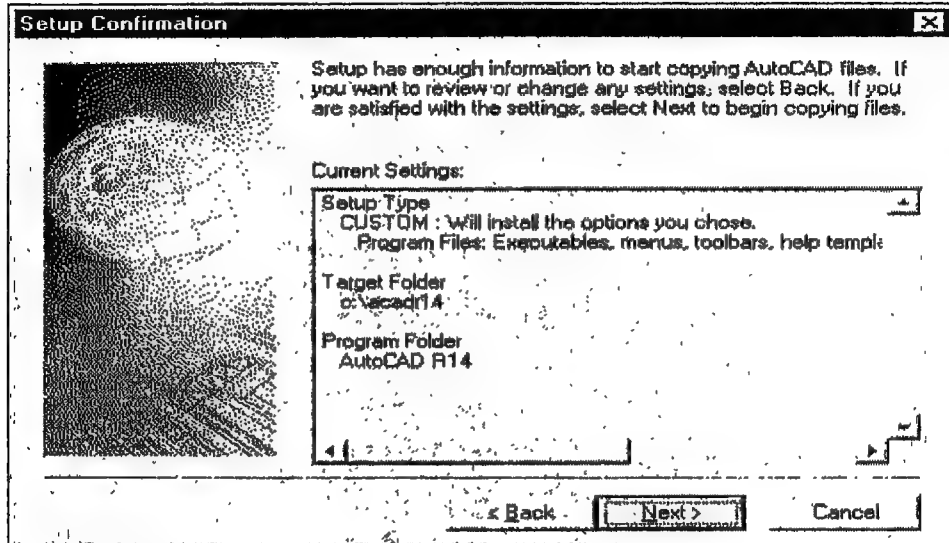 Setup Confirmation
Setup has enough information to start copying AutoCAD files. If
you want to review or change any settings, select Back. If you
are satisfied with the settings, select Next to begin copying files.
Current Settings:
Setup Type
CUSTOM : Will install the options you chose.
Program Files: Executables, menus, toolbars, help templ
Target Folder
c:\acadr14
Program Folder
AutoCAD R14
< Back
Next >
Cancel